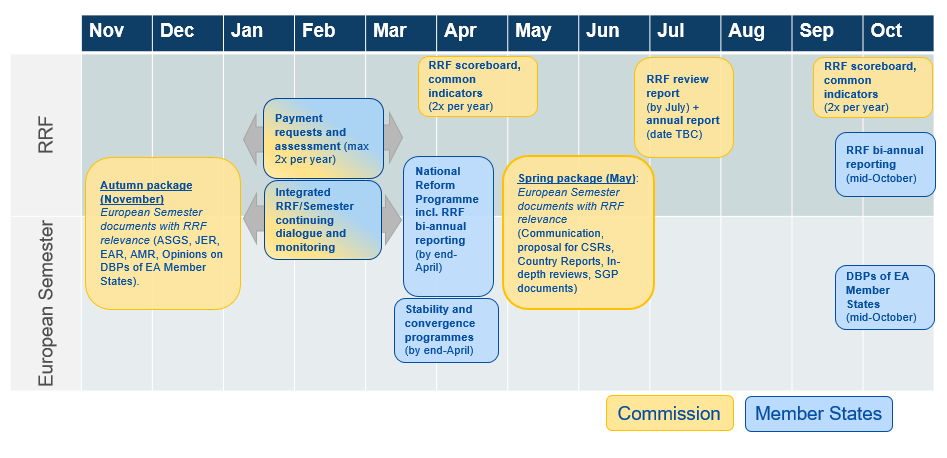 Nov Dec Jan Feb Mar Apr May Jun Jul Aug Sep Oct
RRF
European Semester
Autumn package
(November)
European Semester
documents with RRF
relevance (ASGS, JER,
EAR, AMR, Opinions on
DBPs of EA Member
States).
Payment
requests and
assessment (max
2x per year)
Integrated
RRF/Semester
continuing
dialogue and
monitoring
RRF scoreboard,
common
indicators
(2x per year)
National
Reform
Programme
incl. RRF
bi-annual
reporting
(by end-
April)
Stability and
convergence
programmes
(by end-April)
Spring package (May):
European Semester
documents with RRF
relevance
(Communication,
proposal for CSRs,
Country Reports, In-
depth reviews, SGP
documents)
RRF review
report
(by July) +
annual report
(date TBC)
RRF scoreboard,
common
indicators
(2x per year)
RRF bi-annual
reporting
(mid-October)
DBPs of EA
Member
States
(mid-October)
Commission
Member States